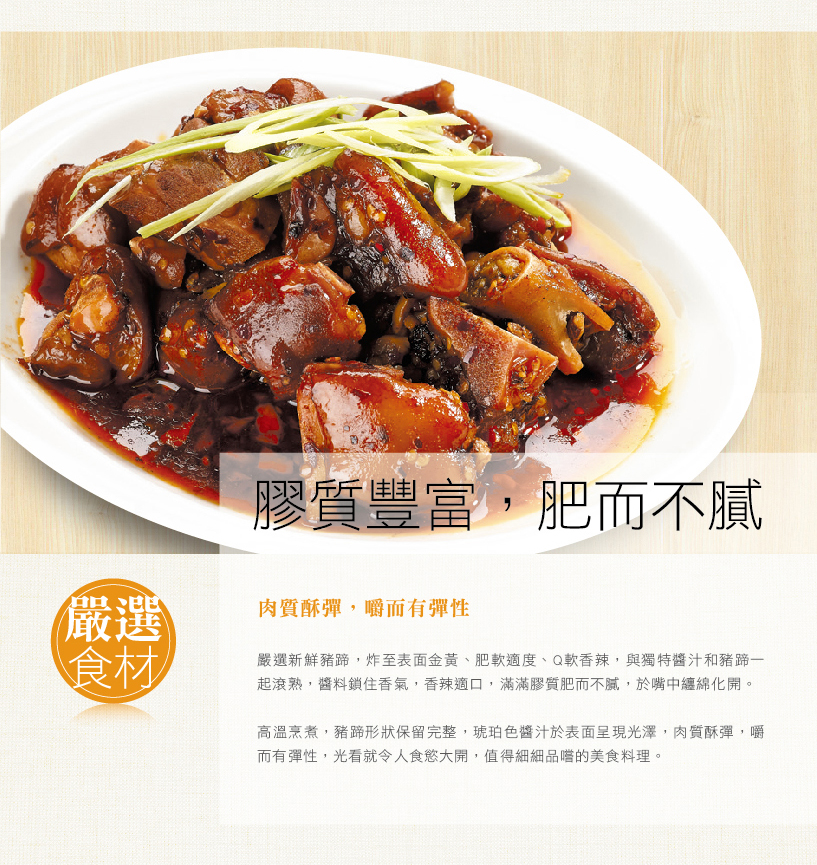 膠質豐富，肥而不膩
嚴選
食材
肉質酥彈，嚼而有彈性
嚴選新鮮豬蹄，炸至表面金黃、肥軟適度、Q軟香辣，與獨特醬汁和豬蹄一
起滾熟，醬料鎖住香氣，香辣適口，滿滿膠質肥而不膩，於嘴中纏綿化開。
高溫烹煮，豬蹄形狀保留完整，琥珀色醬汁於表面呈現光澤，肉質酥彈，嚼
而有彈性，光看就令人食慾大開，值得細細品嚐的美食料理。